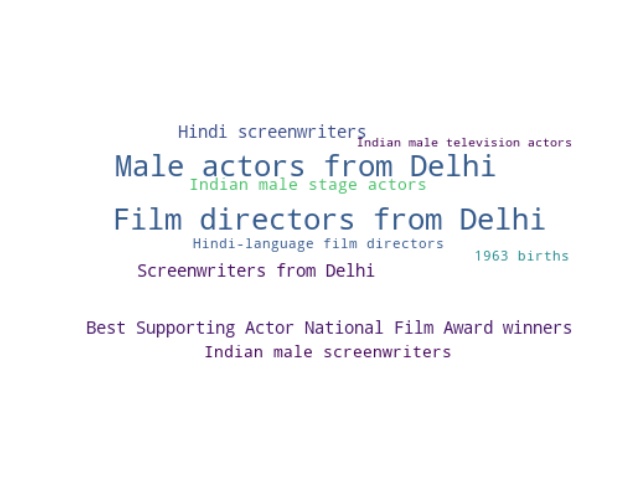 Hindi screenwriters
Indian male television actors
Male actors from Delhi
Indian male stage actors
Film directors from Delhi
Hindi-language film directors
1963 births
Screenwriters from Delhi
Best Supporting Actor National Film Award winners
Indian male screenwriters